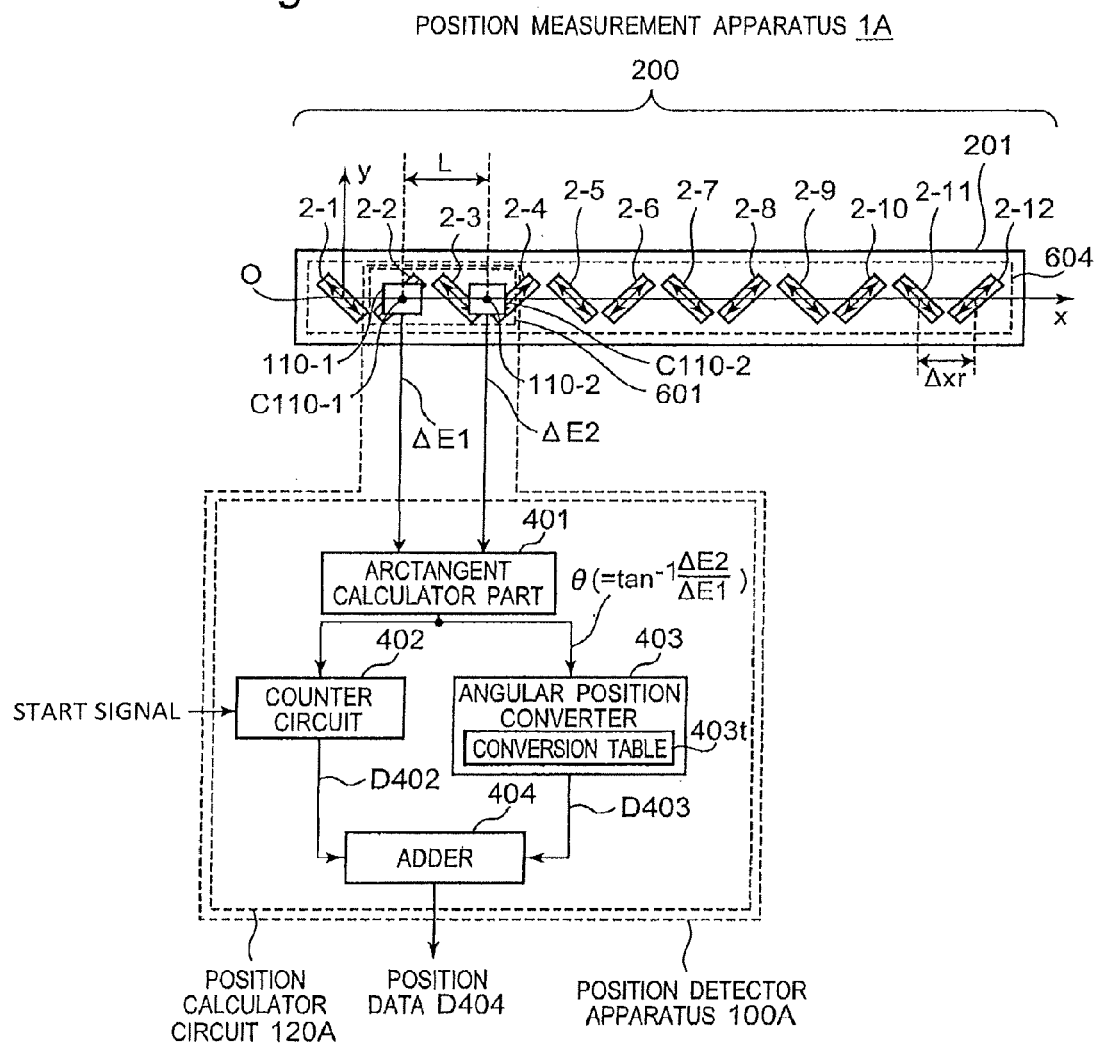 g
POSITION MEASUREMENT APPARATUS 1A
200
L
201
y
2-1
2-2
2-3
2-4
2-5
2-6
2-7
2-8
2-9
2-10
2-11
2-12
604
O
x
110-1
C110-1
110-2
C110-2
601
Δxr
ΔE1
ΔE2
401
ARCTANGENT
CALCULATOR PART
θ(=tan⁻¹ ΔE2/ΔE1)
402
403
COUNTER
CIRCUIT
START SIGNAL
ANGULAR POSITION
CONVERTER
CONVERSION TABLE
403t
D402
404
D403
ADDER
POSITION
CALCULATOR
CIRCUIT 120A
POSITION
DATA D404
POSITION DETECTOR
APPARATUS 100A